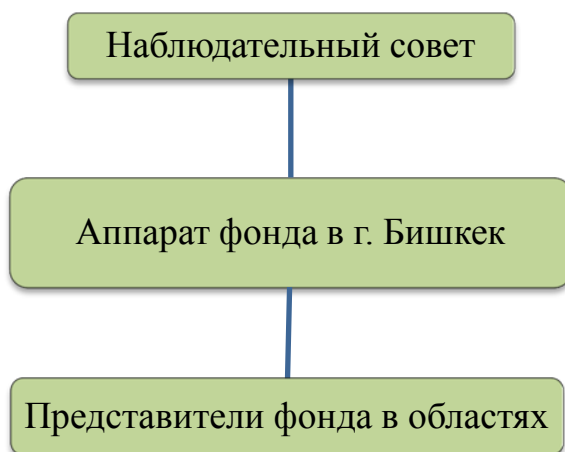 Наблюдательный совет
Аппарат фонда в г. Бишкек
Представители фонда в областях